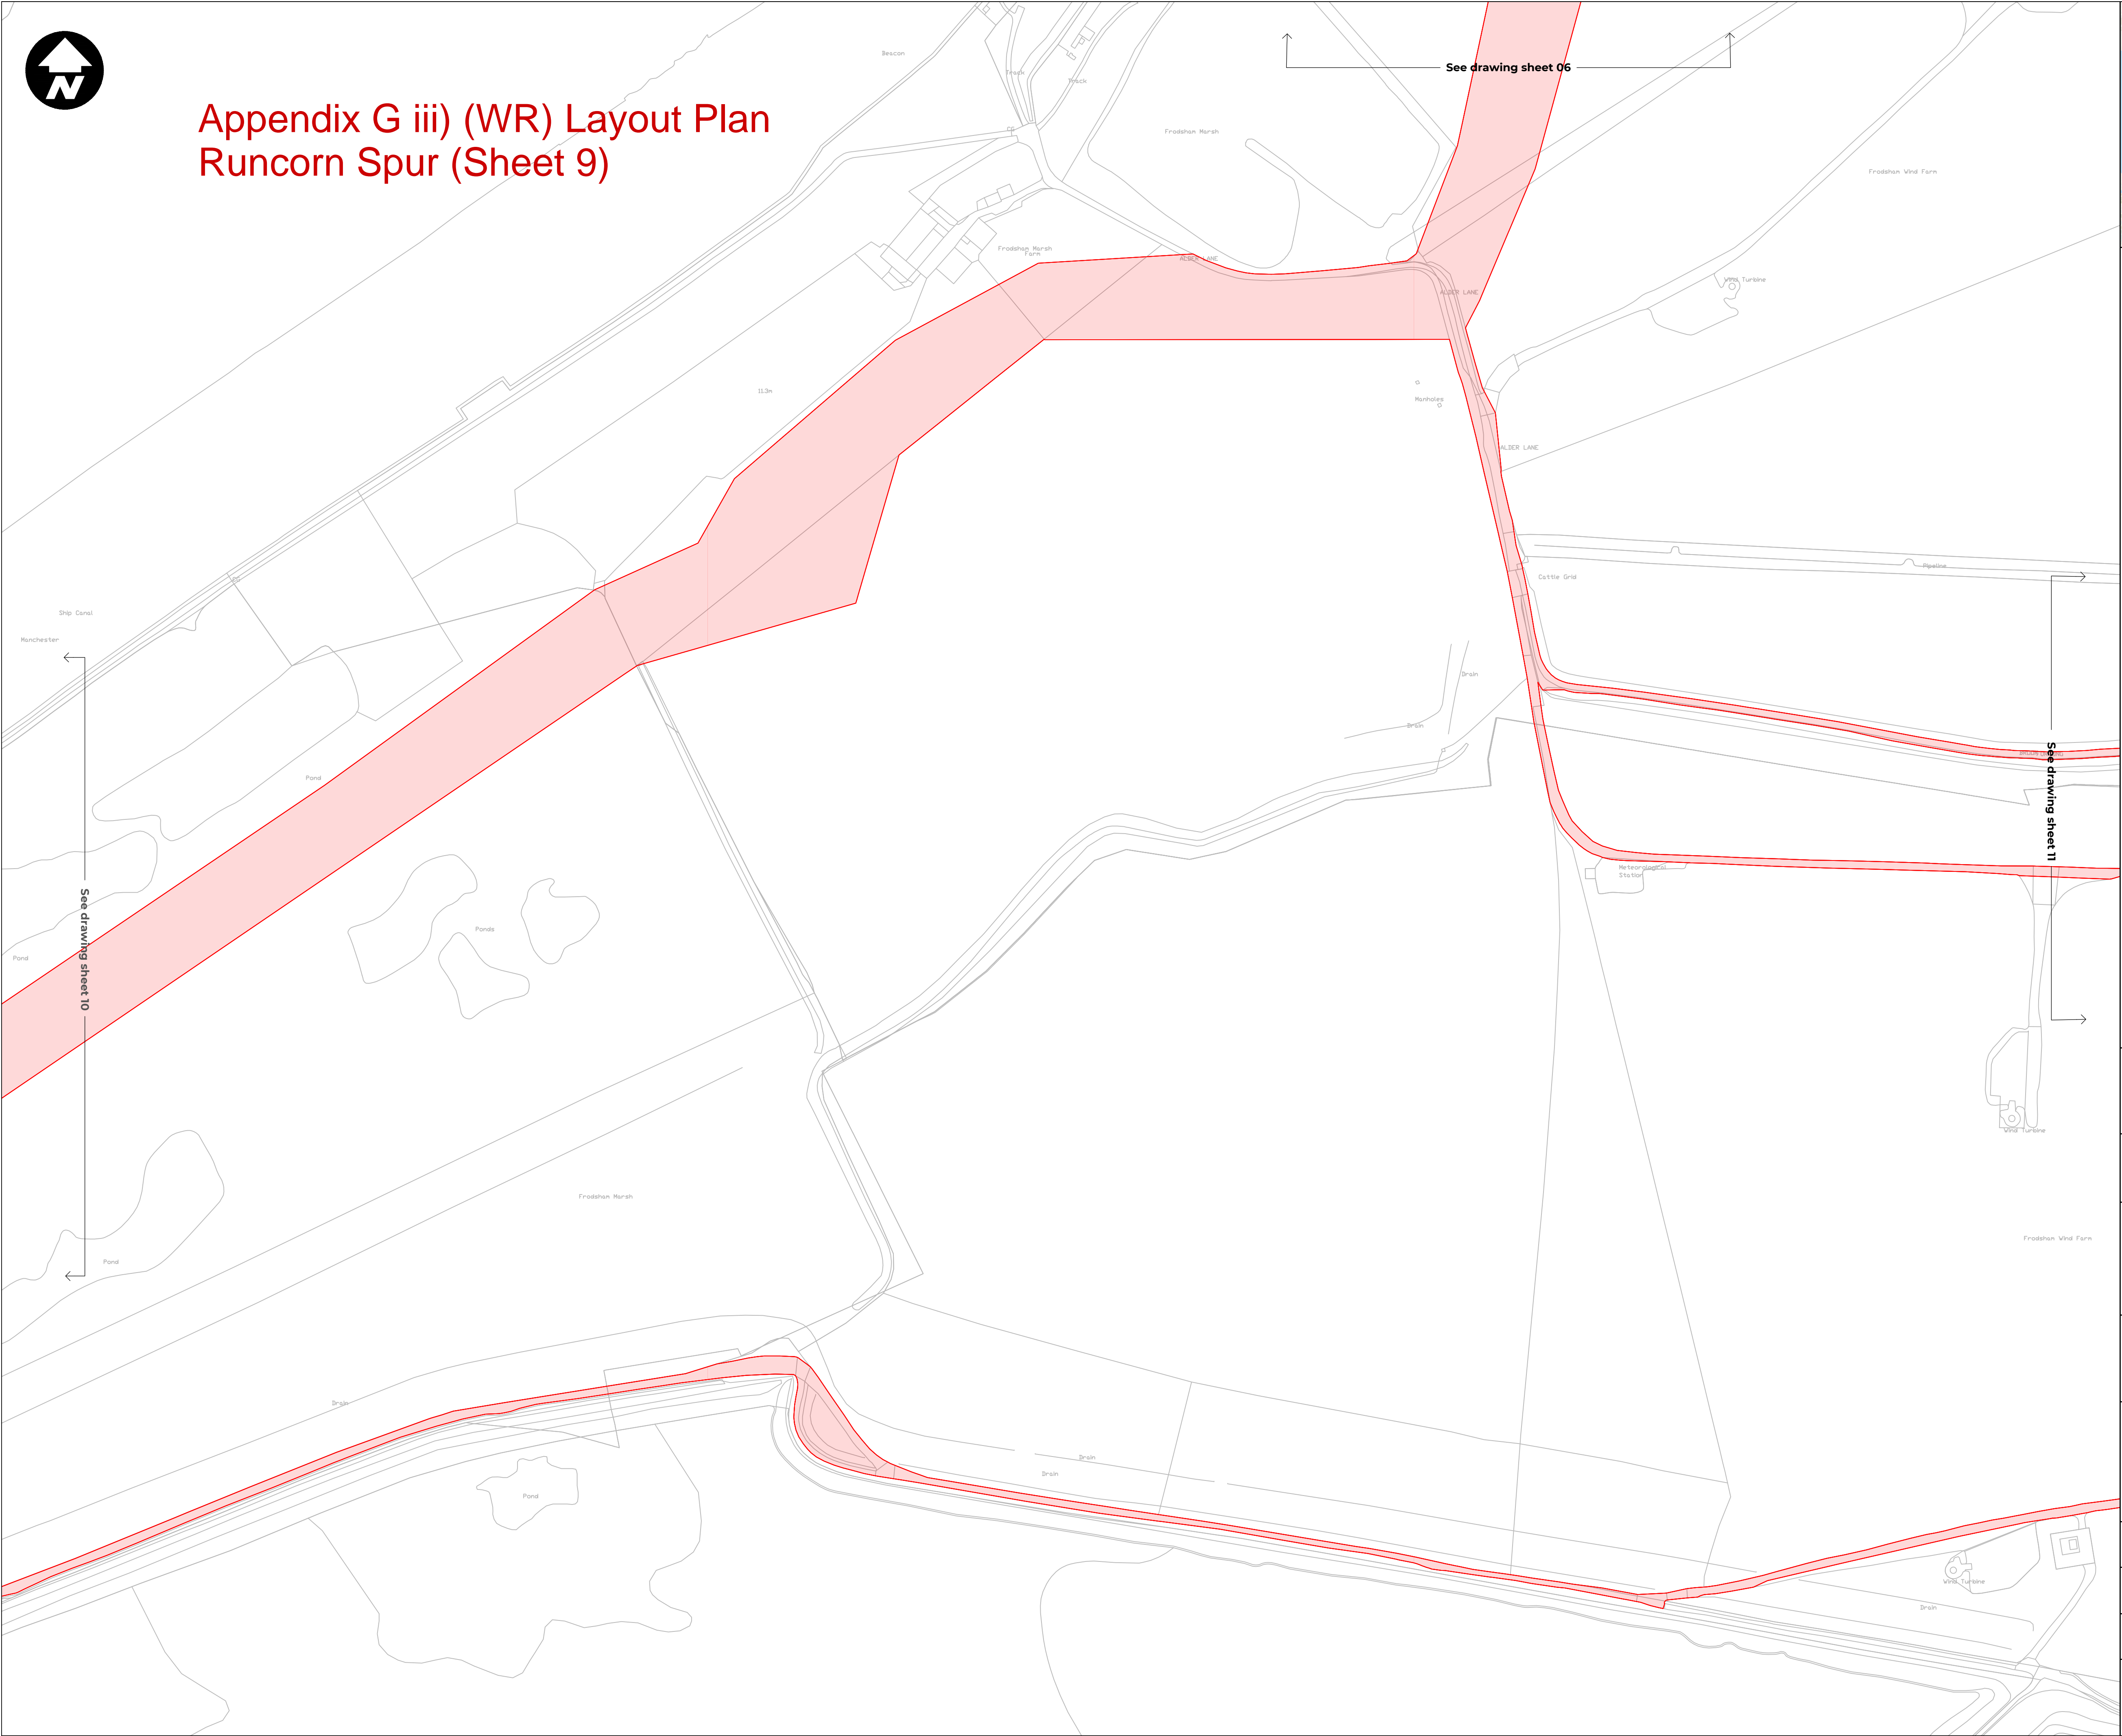 N
Appendix G iii) (WR) Layout Plan
Runcorn Spur (Sheet 9)
Beacon
Track
Track
See drawing sheet 06
CG
Frodsham Marsh
Frodsham Wind Farm
Frodsham Marsh
Farm
ALDER LANE
ALDER LANE
Wind Turbine
11.3m
Manholes
ALDER LANE
Pipeline
Cattle Grid
CG
Ship Canal
Manchester
Drain
Drain
Pond
See drawing sheet 11
Meteorological
Station
Ponds
Pond
See drawing sheet 10
Wind Turbine
Frodsham Marsh
Frodsham Wind Farm
Pond
Drain
Drain
Drain
Pond
Wind Turbine
Drain